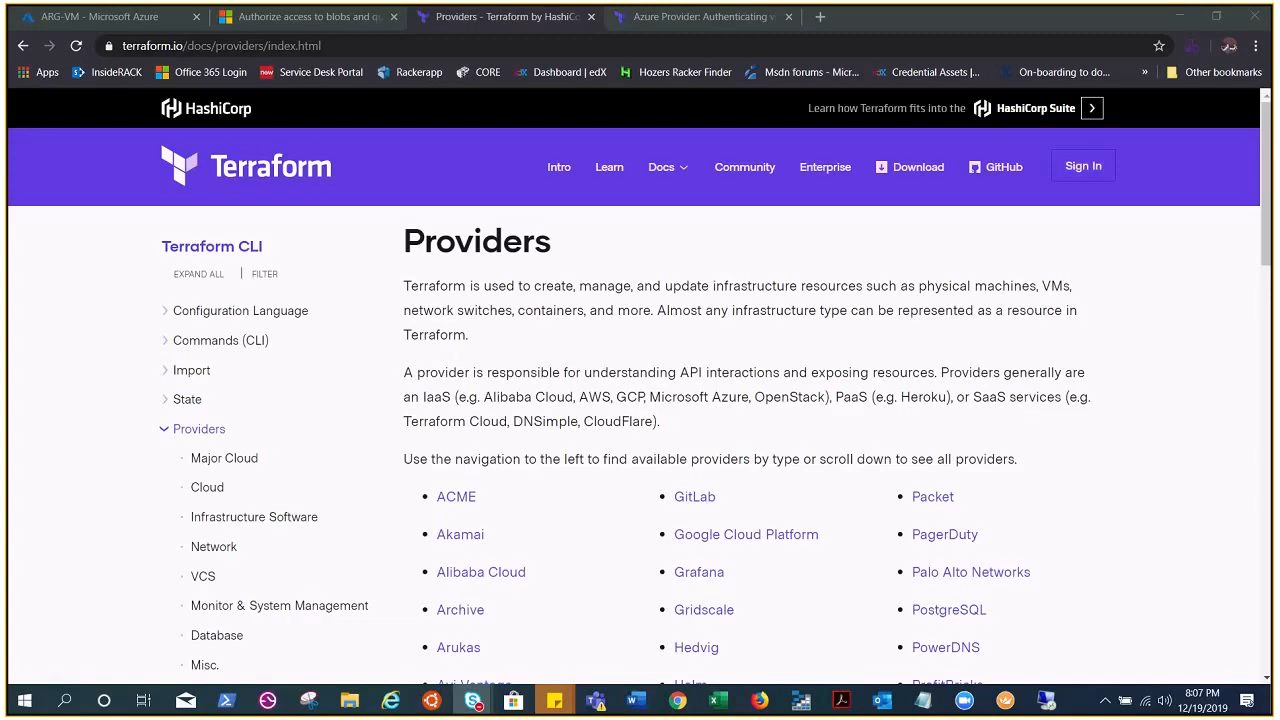 ARG-VM - Microsoft Azure
Authorize access to blobs and qu
Providers - Terraform by HashiCo
Azure Provider: Authenticating v
terraform.io/docs/providers/index.html
Apps
InsideRACK
Office 365 Login
new
Service Desk Portal
Rackerapp
CORE
Dashboard | edX
Hozers Racker Finder
Msdn forums - Micr...
Credential Assets |...
On-boarding to do...
»
Other bookmarks
HashiCorp
Learn how Terraform fits into the HashiCorp Suite
Terraform
Intro
Learn
Docs
Community
Enterprise
Download
GitHub
Sign In
Terraform CLI
EXPAND ALL | FILTER
Configuration Language
Commands (CLI)
Import
State
Providers
Major Cloud
Cloud
Infrastructure Software
Network
VCS
Monitor & System Management
Database
Misc.
Providers
Terraform is used to create, manage, and update infrastructure resources such as physical machines, VMs,
network switches, containers, and more. Almost any infrastructure type can be represented as a resource in
Terraform.
A provider is responsible for understanding API interactions and exposing resources. Providers generally are
an IaaS (e.g. Alibaba Cloud, AWS, GCP, Microsoft Azure, OpenStack), PaaS (e.g. Heroku), or SaaS services (e.g.
Terraform Cloud, DNSimple, CloudFlare).
Use the navigation to the left to find available providers by type or scroll down to see all providers.
• ACME
• GitLab
• Packet
• Akamai
• Google Cloud Platform
• PagerDuty
• Alibaba Cloud
• Grafana
• Palo Alto Networks
• Archive
• Gridscale
• PostgreSQL
• Arukas
• Hedvig
• PowerDNS
• Avi Vantage
• Helm
• ProfitBricks
8:07 PM
12/19/2019